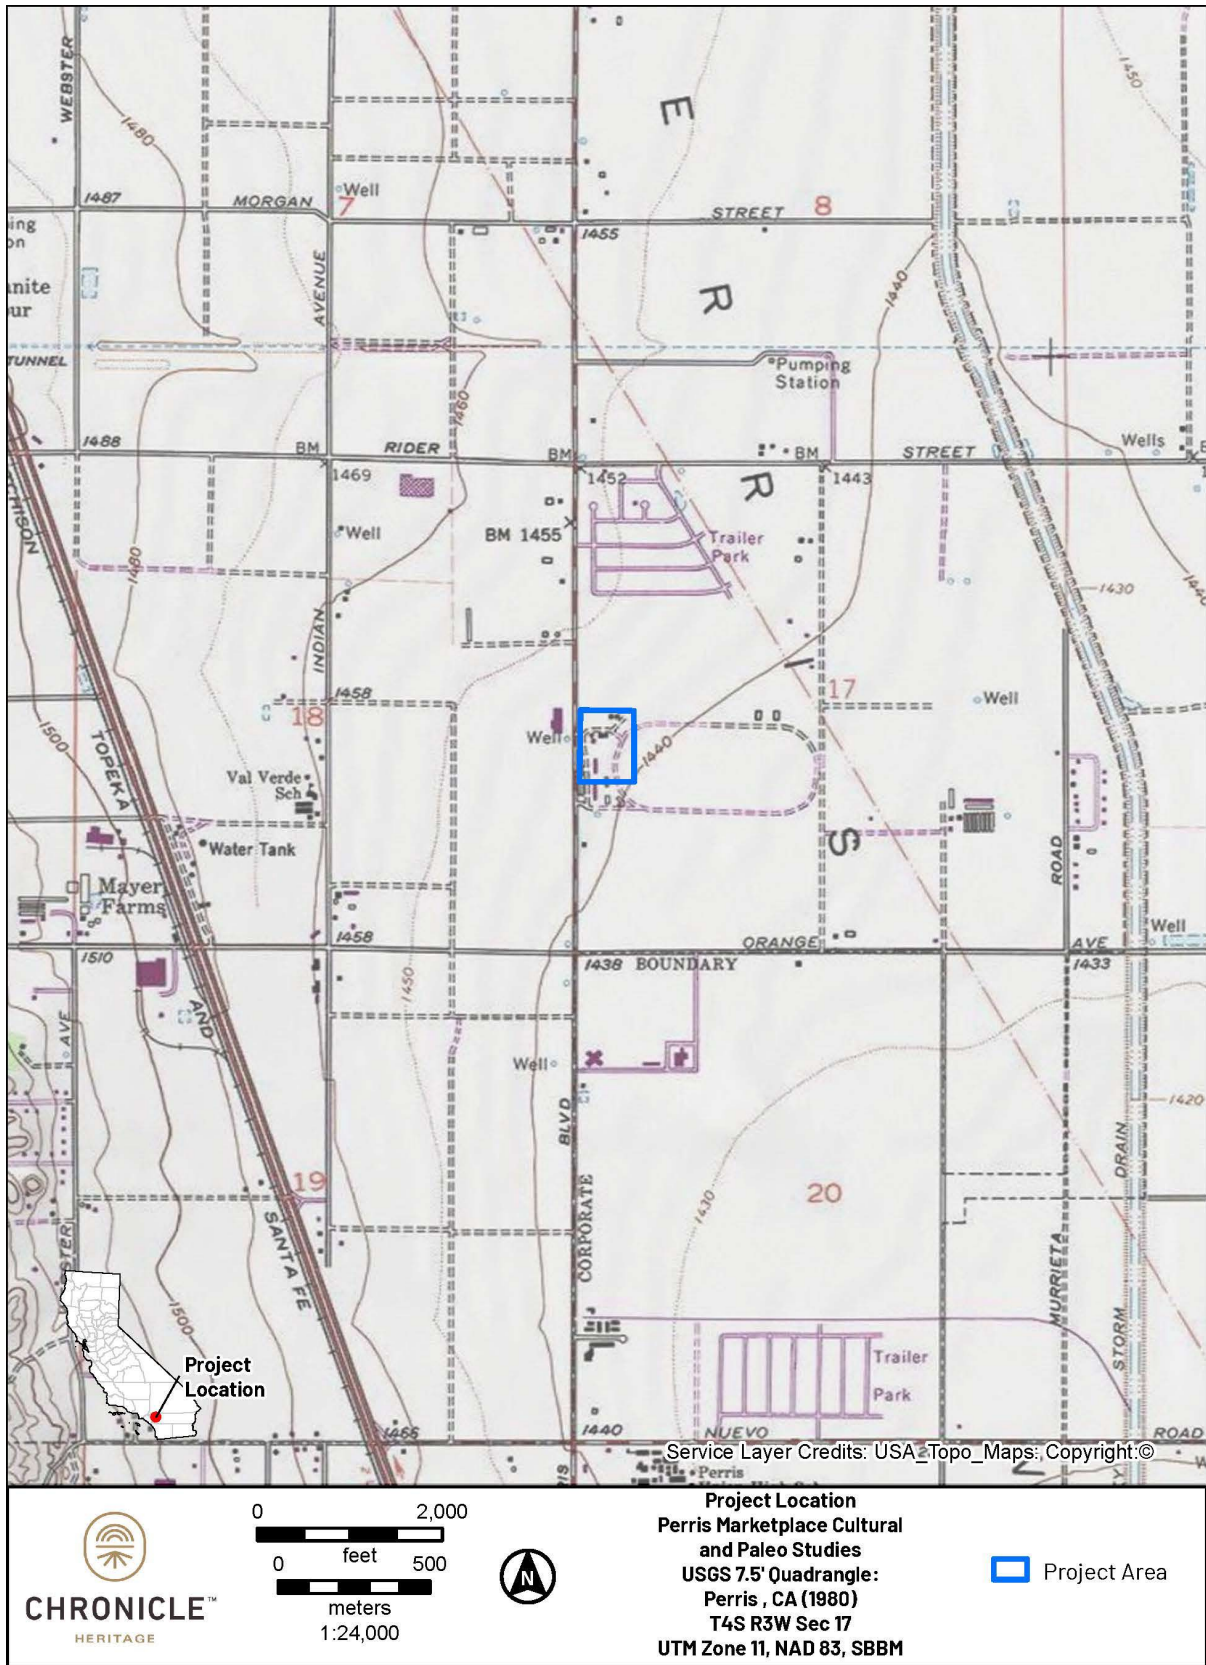 WEBSTER
1480
1450
E
Well
1487
MORGAN
7
STREET
8
1455
AVENUE
R
1440
TUNNEL
Pumping
Station
1460
1488
BM
RIDER
BM
BM
STREET
Wells
1469
1452
1443
R
Well
BM 1455
Trailer
Park
1480
1430
1440
INDIAN
I
1458
17
Well
18
Well
1440
1500
TOPEKA
Val Verde
Sch
S
Water Tank
ROAD
Mayer
Farms
Well
1458
ORANGE
AVE
1510
1438
BOUNDARY
1433
1450
AND
AVE
Well
BLVD
1420
DRAIN
19
20
CORPORATE
1430
SANTA FE
MURRIETA
STORM
1500
Project
Location
Trailer
Park
1466
1440
NUEVO
ROAD
Service Layer Credits: USA_Topo_Maps: Copyright:©
Perris
0 2,000
feet
0 500
meters
1:24,000
CHRONICLE™
HERITAGE
N
Project Location
Perris Marketplace Cultural
and Paleo Studies
USGS 7.5' Quadrangle:
Perris , CA (1980)
T4S R3W Sec 17
UTM Zone 11, NAD 83, SBBM
Project Area